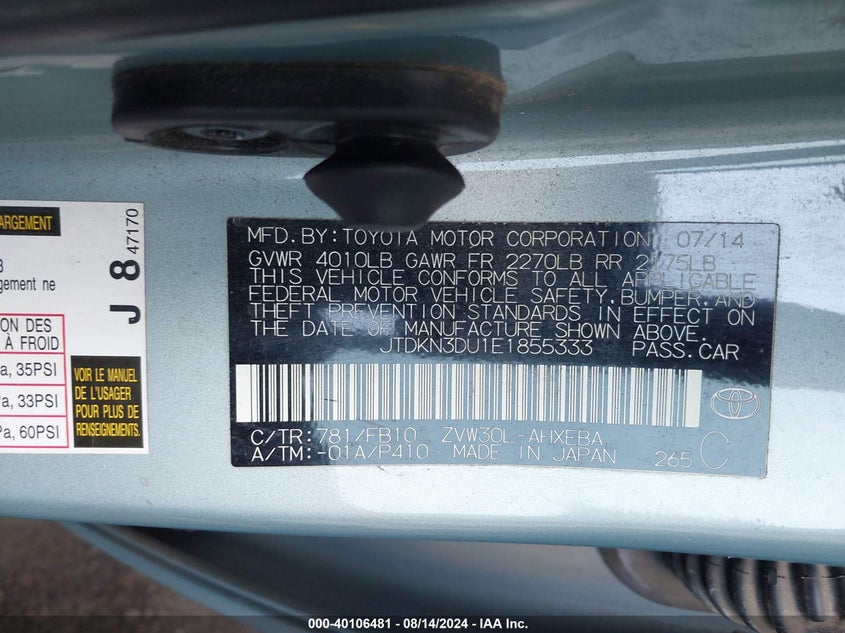 ARGEMENT
gement ne
ION DES
À FROID
a, 35PSI
a, 33PSI
Pa, 60PSI
J 8
47170
VOIR LE MANUEL
DE L'USAGER
POUR PLUS DE
RENSEIGNEMENTS.
MFD.BY:TOYOTA MOTOR CORPORATION 07/14
GVWR 4010LB GAWR FR 2270LB RR
THIS VEHICLE CONFORMS TO ALL APPLICABLE
FEDERAL MOTOR VEHICLE SAFETY,BUMPER,AND
THEFT PREVENTION STANDARDS IN EFFECT ON
THE DATE OF MANUFACTURE SHOWN ABOVE.
JTDKN3DU1E1855333 PASS.CAR
C/TR:781/FB10 ZVW30L-AHXEBA
A/TM:-01A/P410 MADE IN JAPAN 265 C
000-40106481 - 08/14/2024 - IAA Inc.